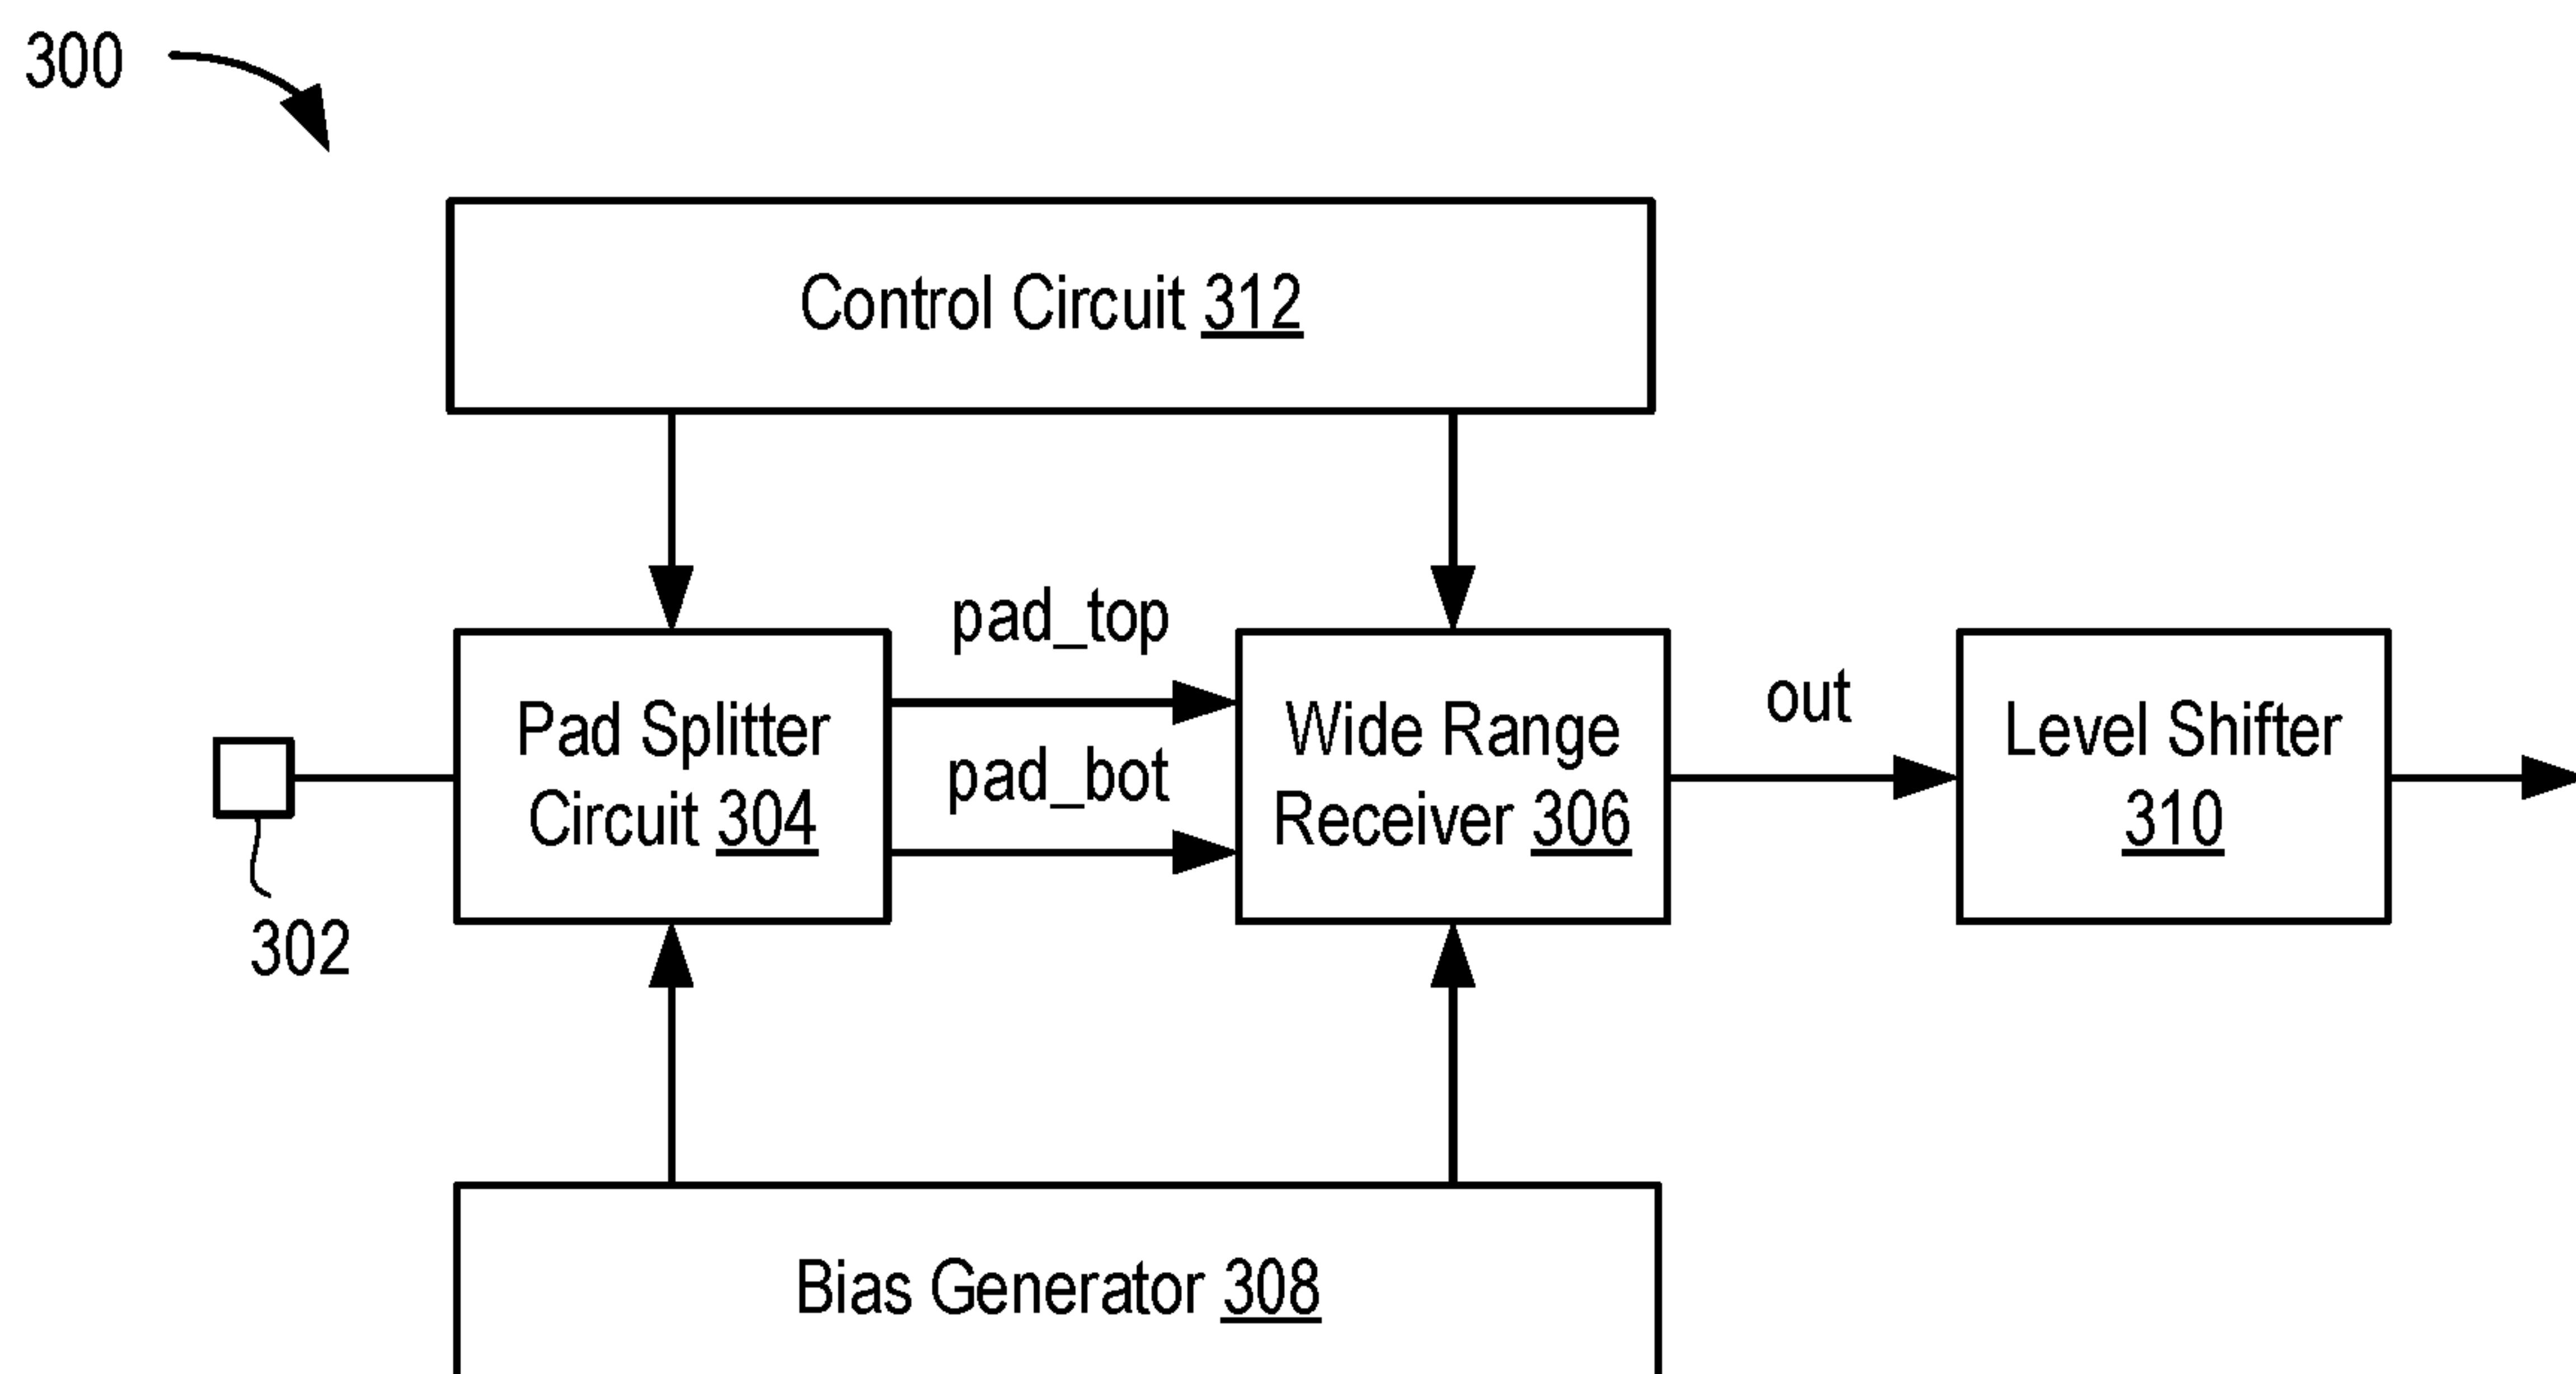 300
Control Circuit 312
pad_top
Pad Splitter
Circuit 304
pad_bot
Wide Range
Receiver 306
out
Level Shifter
310
302
Bias Generator 308